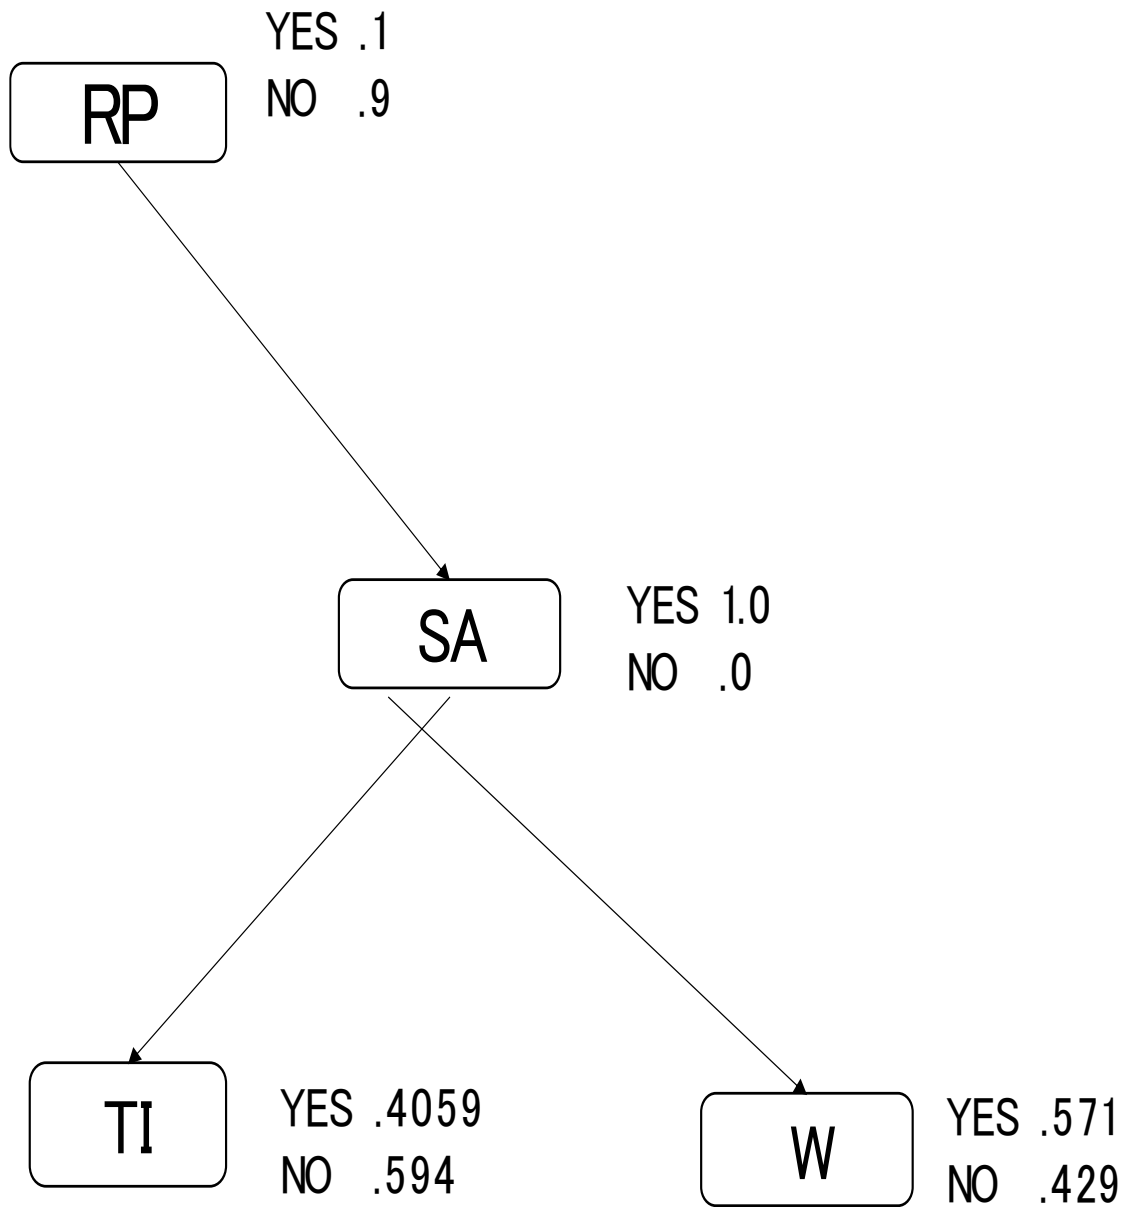 YES .1
NO .9
RP
SA
YES 1.0
NO .0
TI
YES .4059
NO .594
W
YES .571
NO .429